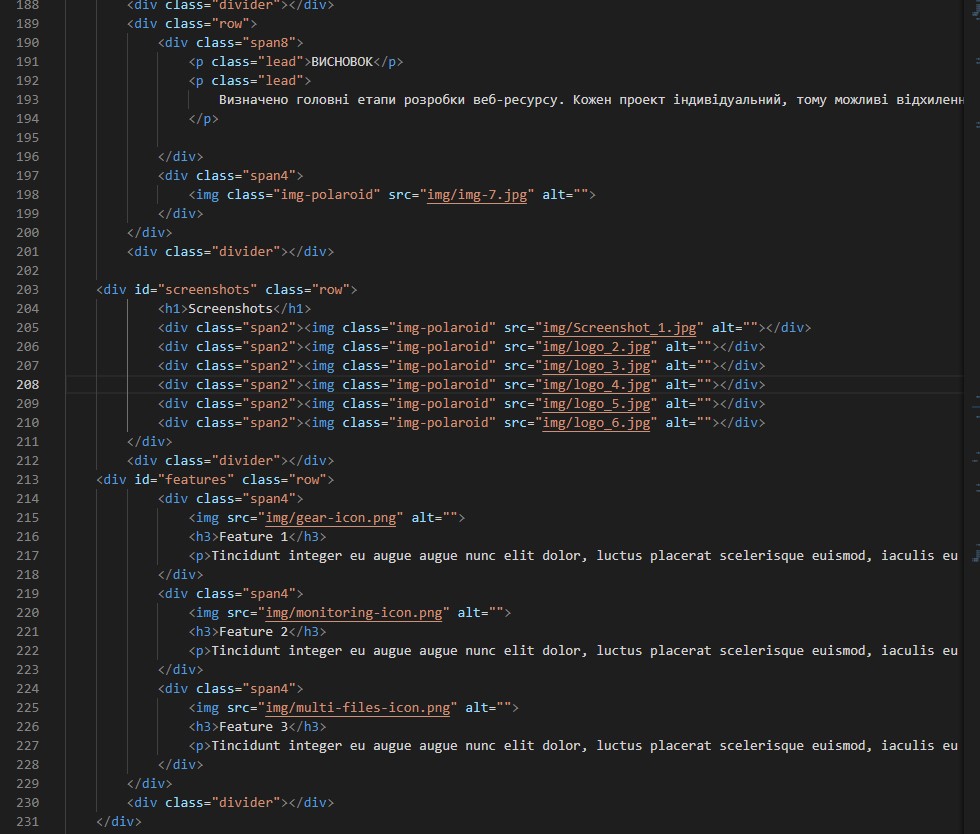 188 <div class="divider"></div>
189 <div class="row">
190 <div class="span8">
191 <p class="lead">ВИСНОВОК</p>
192 <p class="lead">
193 Визначено головні етапи розробки веб-ресурсу. Кожен проект індивідуальний, тому можливі відхиленн
194 </p>
195
196 </div>
197 <div class="span4">
198 <img class="img-polaroid" src="img/img-7.jpg" alt="">
199 </div>
200 </div>
201 <div class="divider"></div>
202
203 <div id="screenshots" class="row">
204 <h1>Screenshots</h1>
205 <div class="span2"><img class="img-polaroid" src="img/Screenshot_1.jpg" alt=""></div>
206 <div class="span2"><img class="img-polaroid" src="img/logo_2.jpg" alt=""></div>
207 <div class="span2"><img class="img-polaroid" src="img/logo_3.jpg" alt=""></div>
208 <div class="span2"><img class="img-polaroid" src="img/logo_4.jpg" alt=""></div>
209 <div class="span2"><img class="img-polaroid" src="img/logo_5.jpg" alt=""></div>
210 <div class="span2"><img class="img-polaroid" src="img/logo_6.jpg" alt=""></div>
211 </div>
212 <div class="divider"></div>
213 <div id="features" class="row">
214 <div class="span4">
215 <img src="img/gear-icon.png" alt="">
216 <h3>Feature 1</h3>
217 <p>Tincidunt integer eu augue augue nunc elit dolor, luctus placerat scelerisque euismod, iaculis eu
218 </div>
219 <div class="span4">
220 <img src="img/monitoring-icon.png" alt="">
221 <h3>Feature 2</h3>
222 <p>Tincidunt integer eu augue augue nunc elit dolor, luctus placerat scelerisque euismod, iaculis eu
223 </div>
224 <div class="span4">
225 <img src="img/multi-files-icon.png" alt="">
226 <h3>Feature 3</h3>
227 <p>Tincidunt integer eu augue augue nunc elit dolor, luctus placerat scelerisque euismod, iaculis eu
228 </div>
229 </div>
230 <div class="divider"></div>
231 </div>